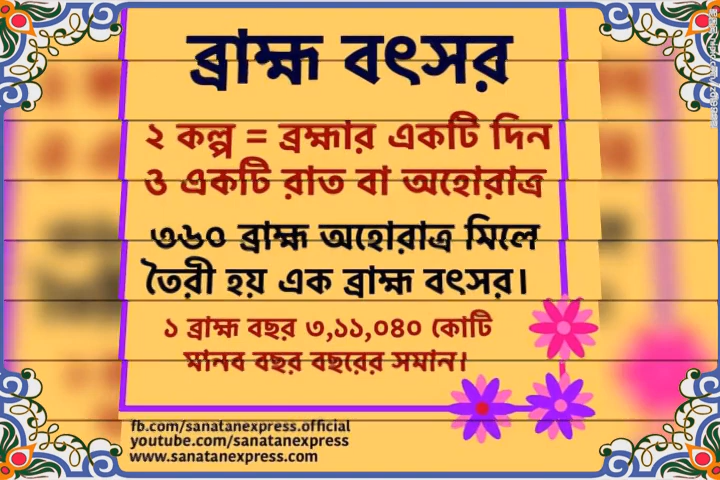 ব্রাহ্ম বৎসর
২ কল্প = ব্রহ্মার একটি দিন
ও একটি রাত বা অহোরাত্র
৩৬০ ব্রাহ্ম অহোরাত্র মিলে
তৈরী হয় এক ব্রাহ্ম বৎসর।
১ ব্রাহ্ম বছর ৩,১১,০৪০ কোটি
মানব বছর বছরের সমান।
fb.com/sanatanexpress.official
youtube.com/sanatanexpress
www.sanatanexpress.com